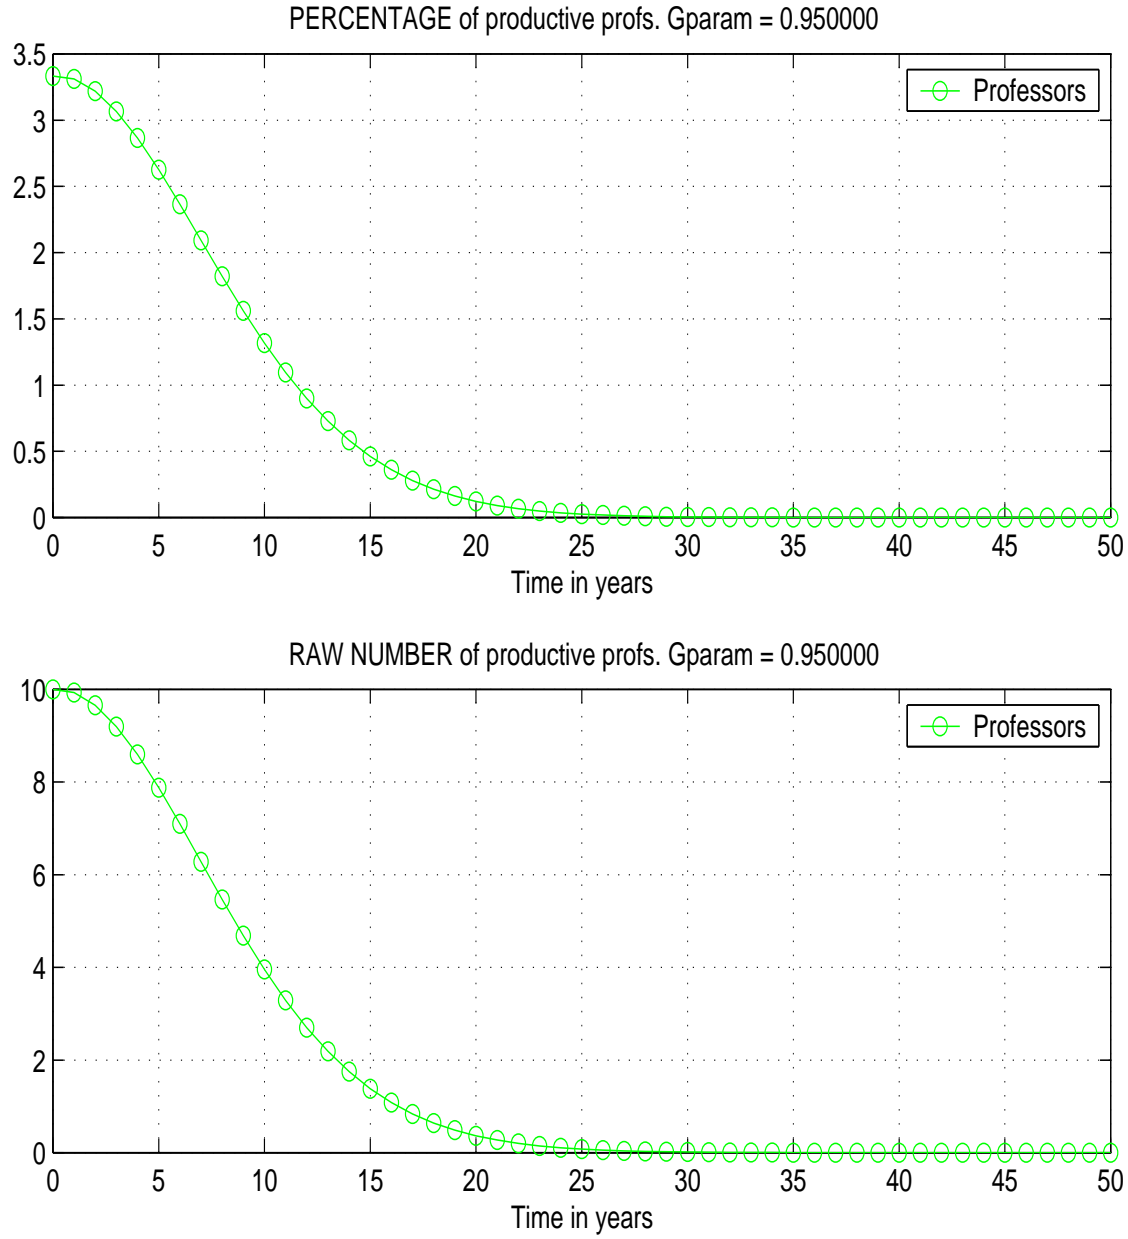 PERCENTAGE of productive profs. Gparam = 0.950000
3.5
3
2.5
2
1.5
1
0.5
0
Professors
0 5 10 15 20 25 30 35 40 45 50
Time in years
RAW NUMBER of productive profs. Gparam = 0.950000
10
8
6
4
2
0
Professors
0 5 10 15 20 25 30 35 40 45 50
Time in years